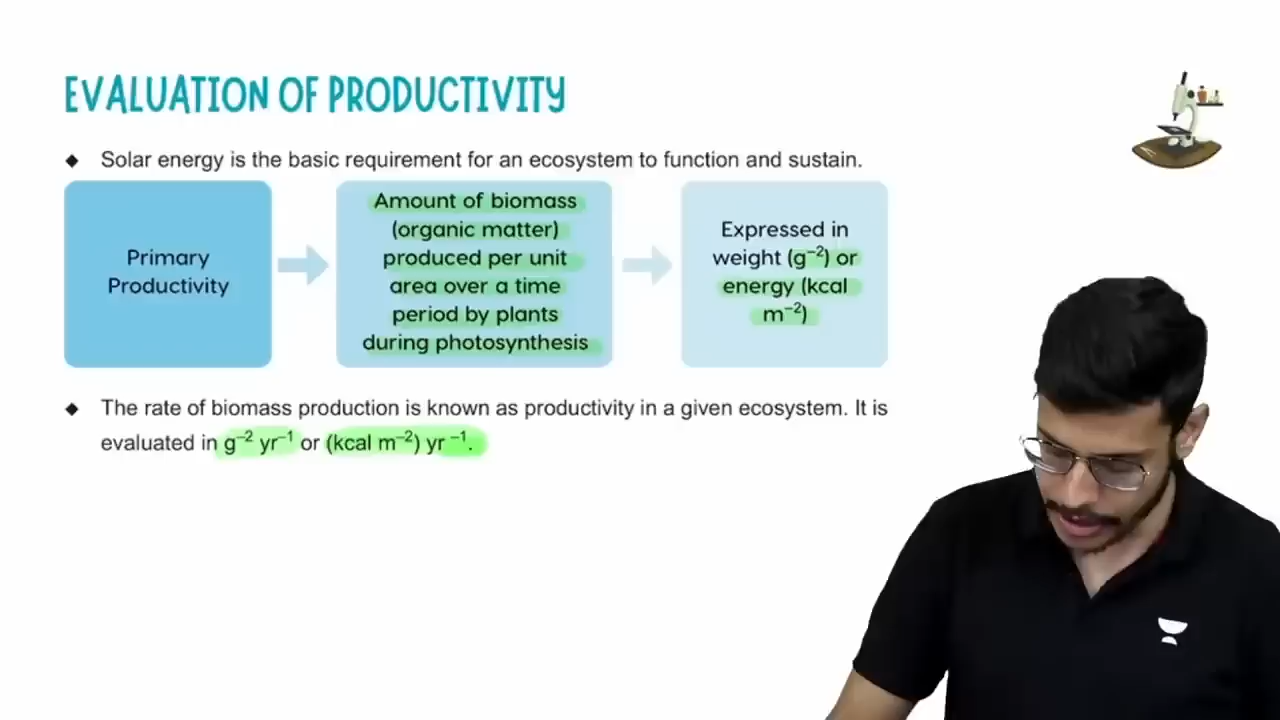 EVALUATION OF PRODUCTIVITY
◆ Solar energy is the basic requirement for an ecosystem to function and sustain.
Primary
Productivity
Amount of biomass
(organic matter)
produced per unit
area over a time
period by plants
during photosynthesis
Expressed in
weight (g⁻²) or
energy (kcal
m⁻²)
◆ The rate of biomass production is known as productivity in a given ecosystem. It is
evaluated in g⁻² yr⁻¹ or (kcal m⁻²) yr ⁻¹.